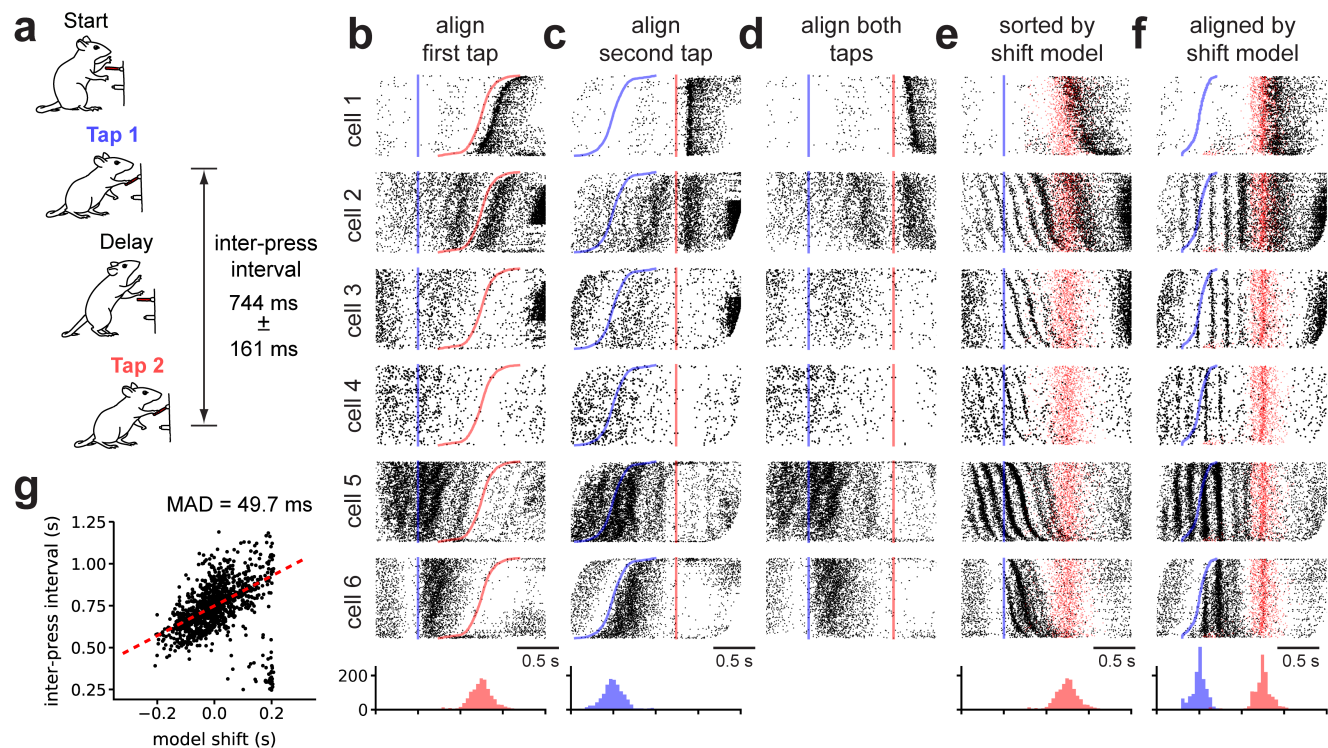 a
Start
Tap 1
Delay
Tap 2
inter-press
interval
744 ms
±
161 ms
b
align
first tap
c
align
second tap
d
align both
taps
e
sorted by
shift model
f
aligned by
shift model
cell 1
cell 2
cell 3
cell 4
cell 5
cell 6
0.5 s
0.5 s
0.5 s
0.5 s
200
0
g
MAD = 49.7 ms
inter-press interval (s)
1.25
1.00
0.75
0.50
0.25
−0.2
0.0
0.2
model shift (s)